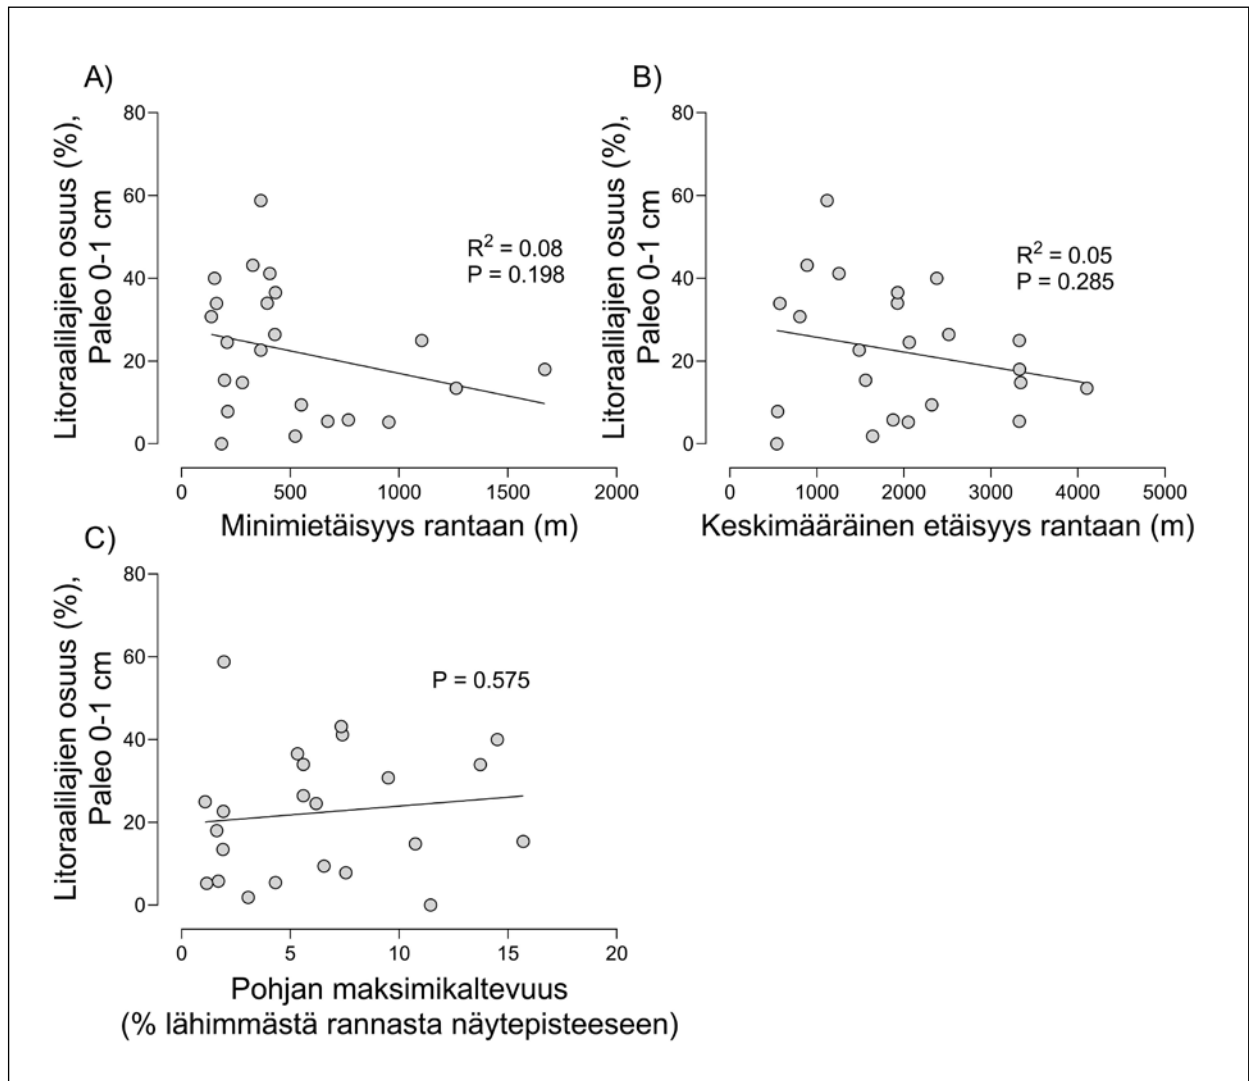 A)
Litoraalilajien osuus (%),
Paleo 0-1 cm
80
60
40
20
0
R² = 0.08
P = 0.198
0 500 1000 1500 2000
Minimietäisyys rantaan (m)
B)
Litoraalilajien osuus (%),
Paleo 0-1 cm
80
60
40
20
0
R² = 0.05
P = 0.285
0 1000 2000 3000 4000 5000
Keskimääräinen etäisyys rantaan (m)
C)
Litoraalilajien osuus (%),
Paleo 0-1 cm
80
60
40
20
0
P = 0.575
0 5 10 15 20
Pohjan maksimikaltevuus
(% lähimmästä rannasta näytepisteeseen)